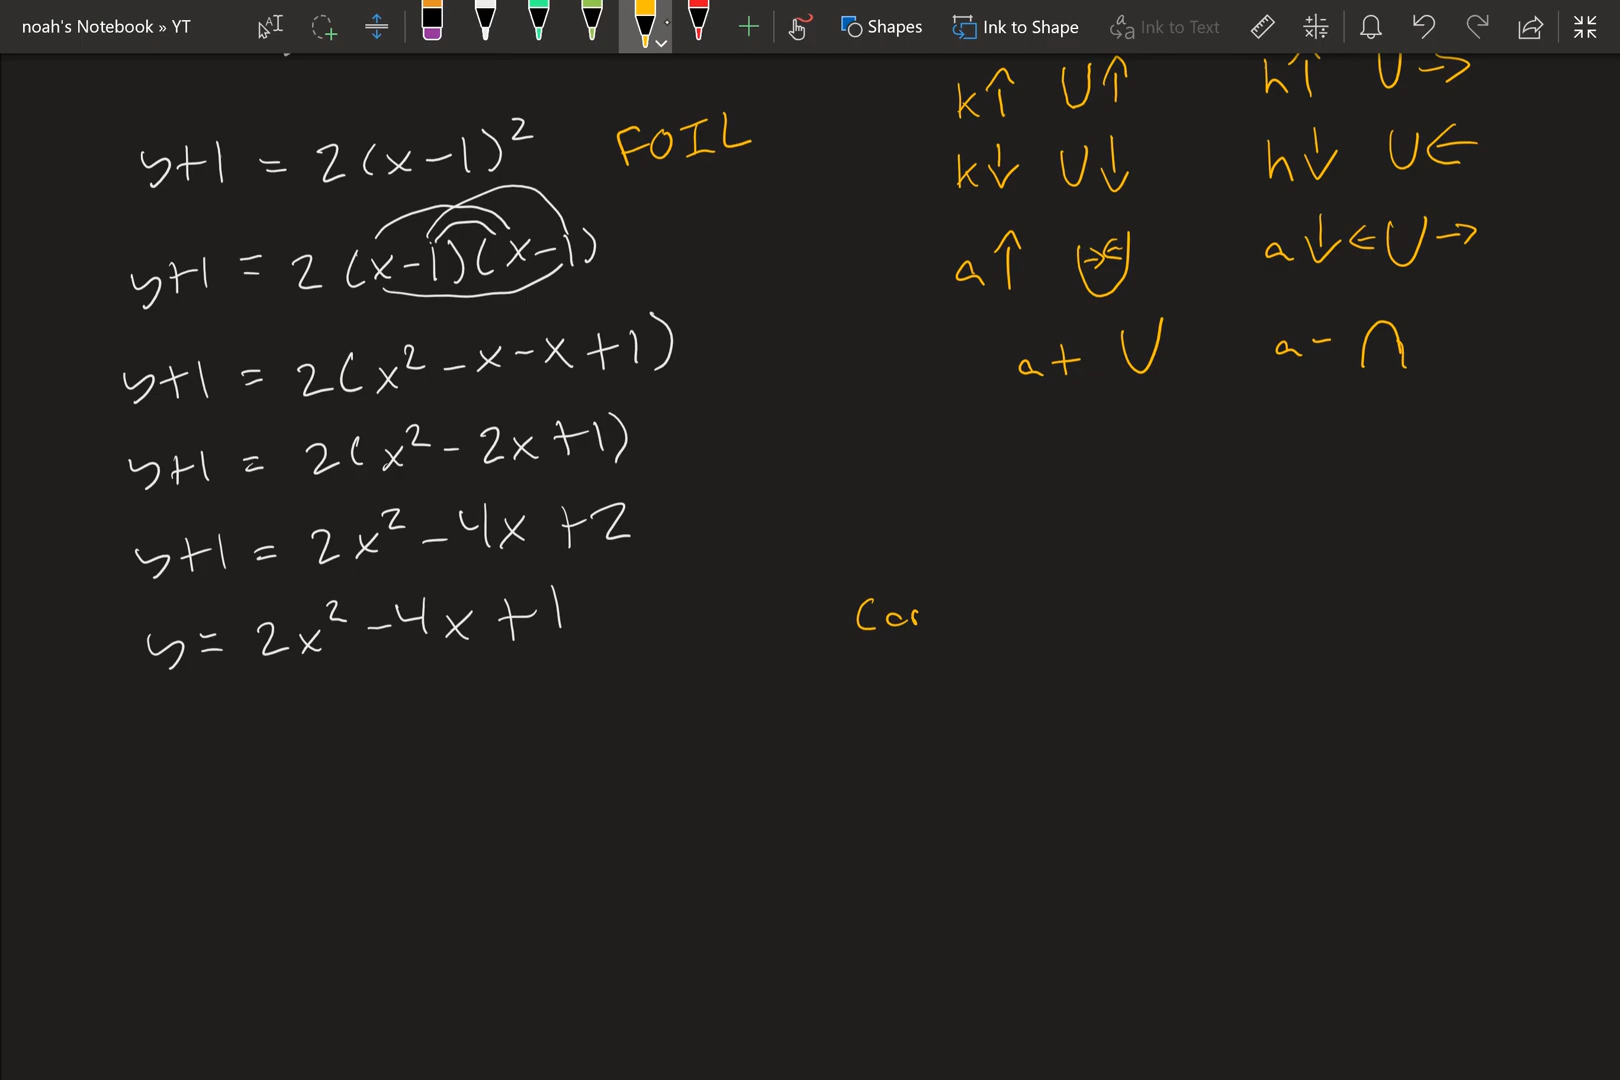 noah's Notebook » YT
Shapes
Ink to Shape
Ink to Text
y+1 = 2(x-1)² FOIL
y+1 = 2(x-1)(x-1)
y+1 = 2(x²-x-x+1)
y+1 = 2(x²-2x+1)
y+1 = 2x²-4x+2
y = 2x²-4x+1
k↑ U↑ h↑ U→
k↓ U↓ h↓ U←
a↑ U→← a↓ ←U→
a+ U a- ∩
Car